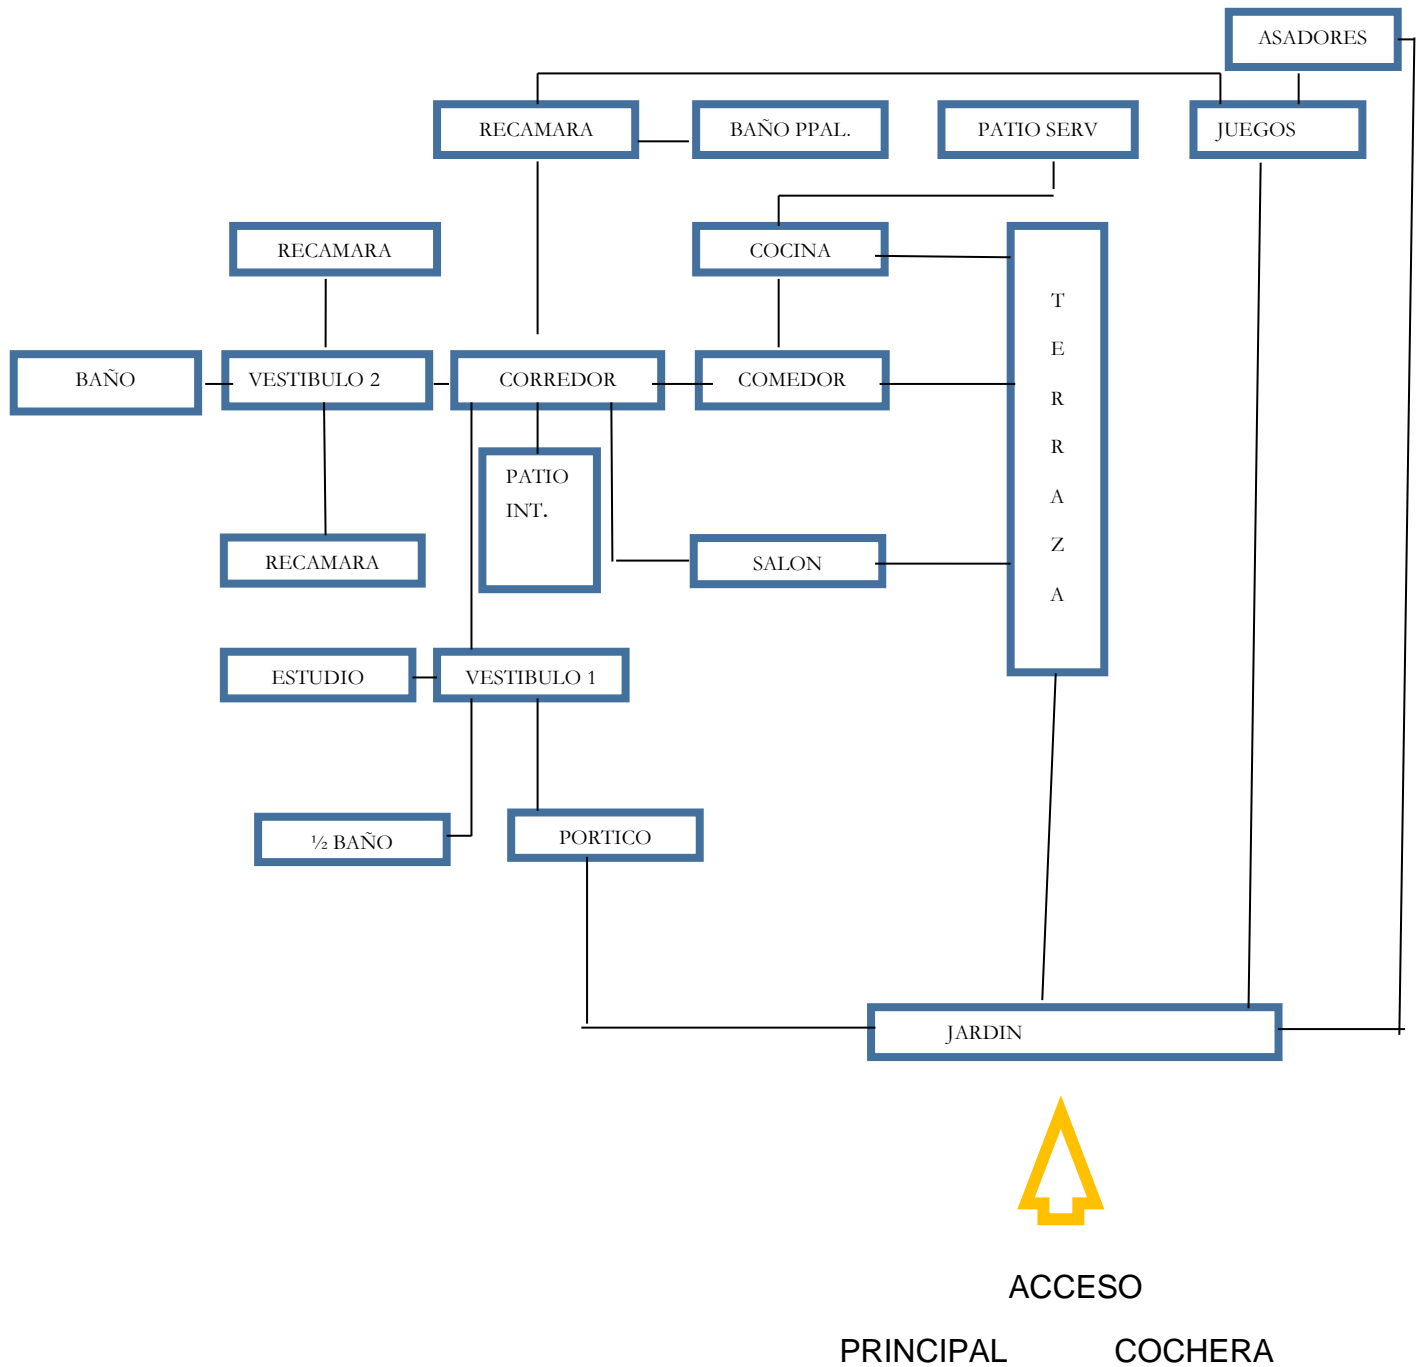 ASADORES
RECAMARA
BAÑO PPAL.
PATIO SERV
JUEGOS
RECAMARA
COCINA
T
E
R
R
A
Z
A
BAÑO
VESTIBULO 2
CORREDOR
COMEDOR
PATIO
INT.
RECAMARA
SALON
ESTUDIO
VESTIBULO 1
½ BAÑO
PORTICO
JARDIN
ACCESO
PRINCIPAL COCHERA